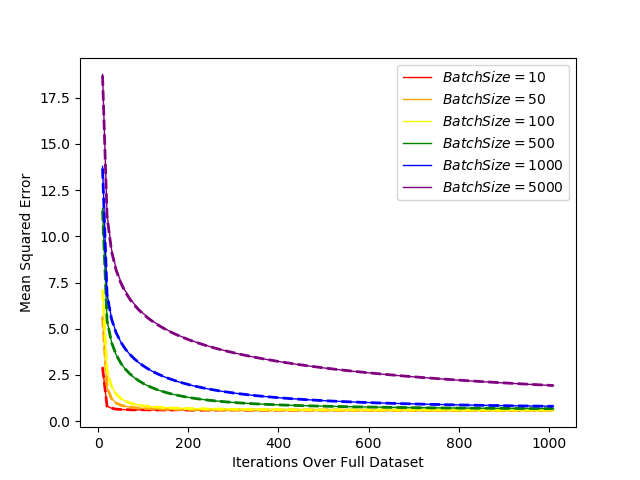 BatchSize = 10
BatchSize = 50
BatchSize = 100
BatchSize = 500
BatchSize = 1000
BatchSize = 5000
17.5
15.0
12.5
10.0
7.5
5.0
2.5
0.0
Mean Squared Error
0 200 400 600 800 1000
Iterations Over Full Dataset